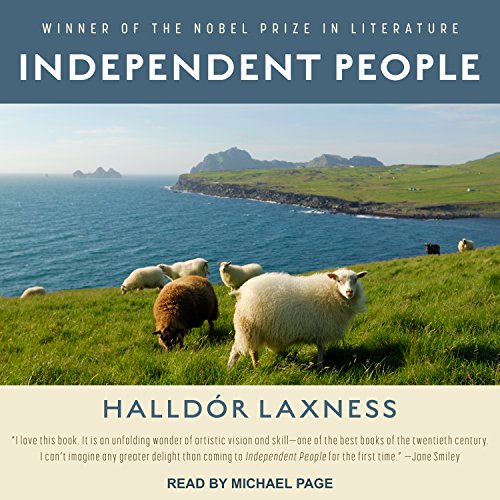 WINNER OF THE NOBEL PRIZE IN LITERATURE
INDEPENDENT PEOPLE
HALLDÓR LAXNESS
"I love this book. It is an unfolding wonder of artistic vision and skill—one of the best books of the twentieth century.
I can't imagine any greater delight than coming to Independent People for the first time." —Jane Smiley
READ BY MICHAEL PAGE